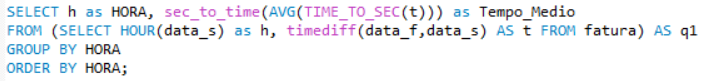 SELECT h as HORA, sec_to_time(AVG(TIME_TO_SEC(t))) as Tempo_Medio
FROM (SELECT HOUR(data_s) as h, timediff(data_f,data_s) AS t FROM fatura) AS q1
GROUP BY HORA
ORDER BY HORA;